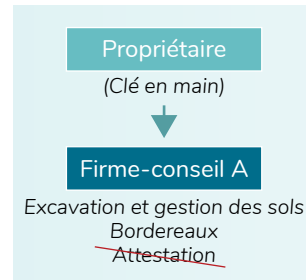 Propriétaire
(Clé en main)
Firme-conseil A
Excavation et gestion des sols
Bordereaux
Attestation